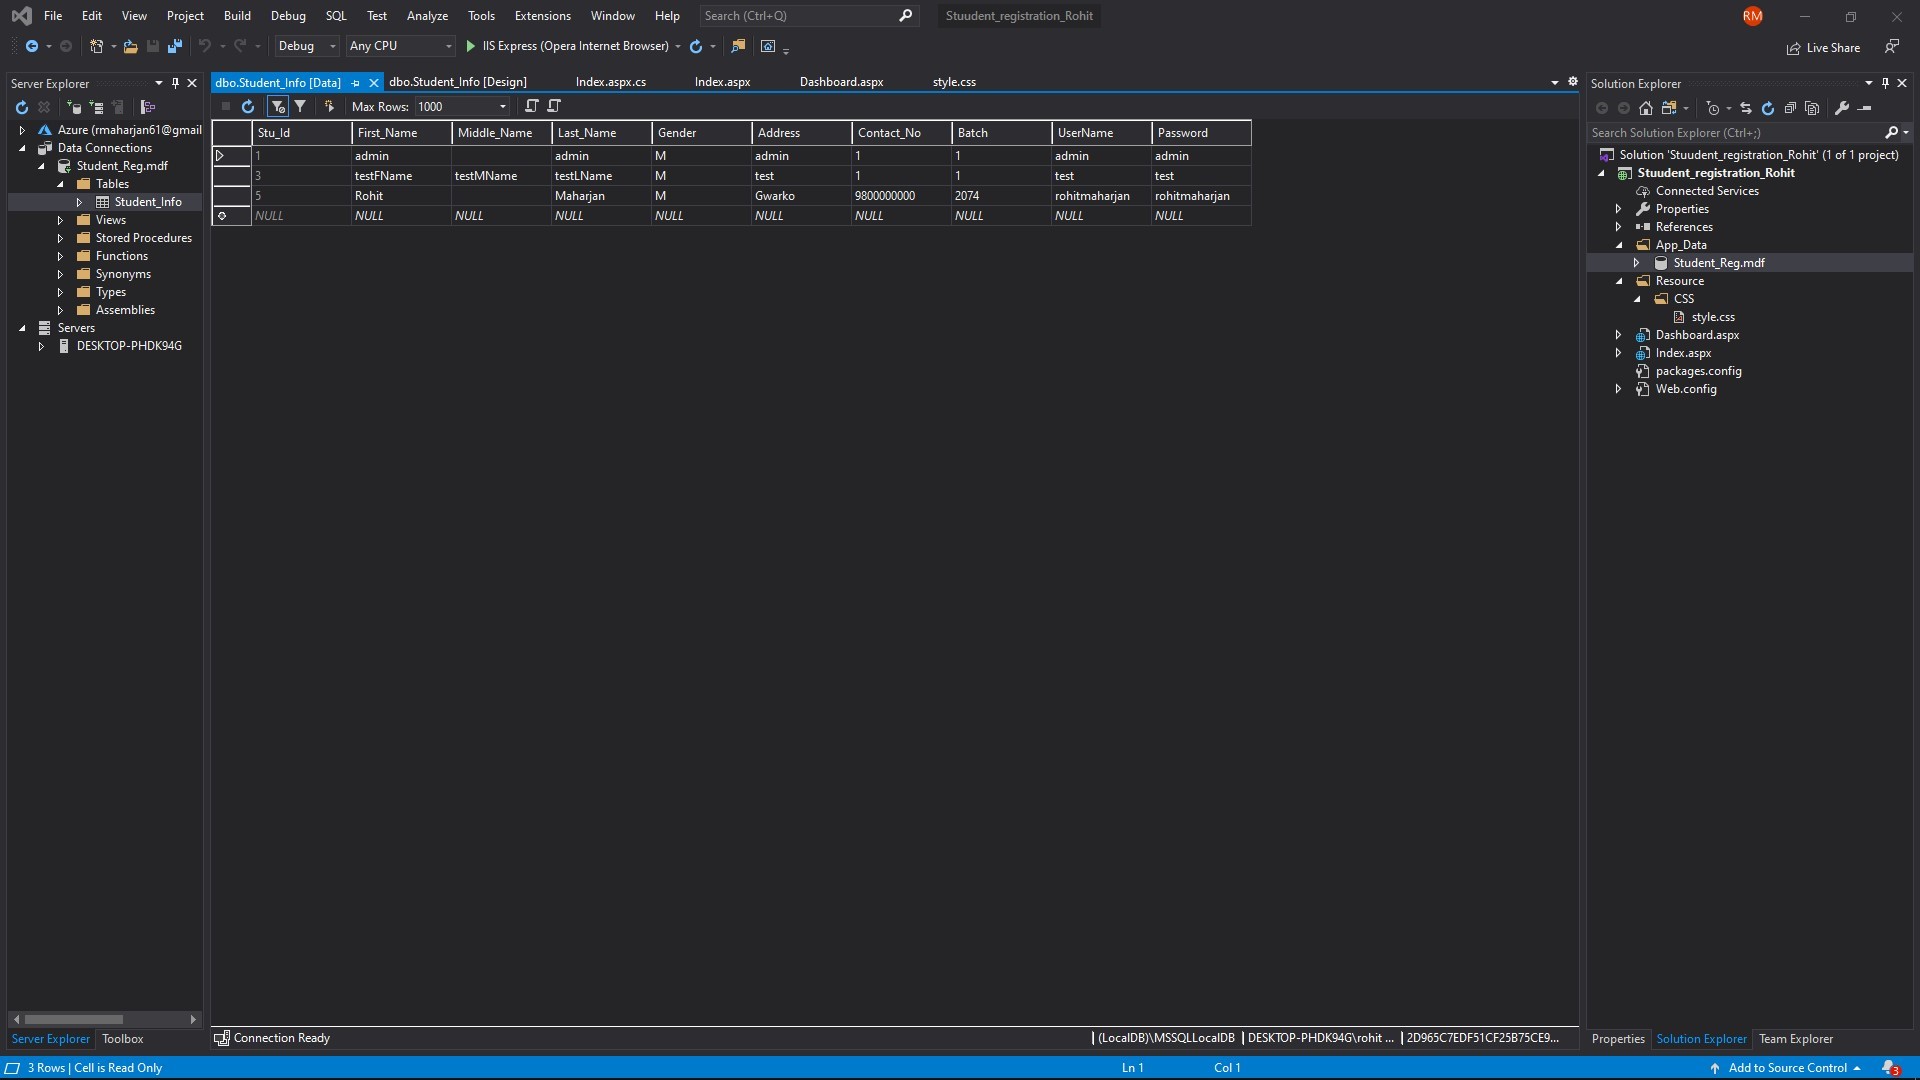 File Edit View Project Build Debug SQL Test Analyze Tools Extensions Window Help Search (Ctrl+Q) Stuudent_registration_Rohit RM
Debug Any CPU IIS Express (Opera Internet Browser) Live Share
Server Explorer
Azure (rmaharjan61@gmail
Data Connections
Student_Reg.mdf
Tables
Student_Info
Views
Stored Procedures
Functions
Synonyms
Types
Assemblies
Servers
DESKTOP-PHDK94G
Server Explorer Toolbox
dbo.Student_Info [Data] dbo.Student_Info [Design] Index.aspx.cs Index.aspx Dashboard.aspx style.css
Max Rows: 1000
Stu_Id First_Name Middle_Name Last_Name Gender Address Contact_No Batch UserName Password
1 admin admin M admin 1 1 admin admin
3 testFName testMName testLName M test 1 1 test test
5 Rohit Maharjan M Gwarko 9800000000 2074 rohitmaharjan rohitmaharjan
NULL NULL NULL NULL NULL NULL NULL NULL NULL NULL
Connection Ready (LocalDB)\MSSQLLocalDB DESKTOP-PHDK94G\rohit ... 2D965C7EDF51CF25B75CE9...
Solution Explorer
Search Solution Explorer (Ctrl+;)
Solution 'Stuudent_registration_Rohit' (1 of 1 project)
Stuudent_registration_Rohit
Connected Services
Properties
References
App_Data
Student_Reg.mdf
Resource
CSS
style.css
Dashboard.aspx
Index.aspx
packages.config
Web.config
Properties Solution Explorer Team Explorer
3 Rows | Cell is Read Only Ln 1 Col 1 Add to Source Control 3